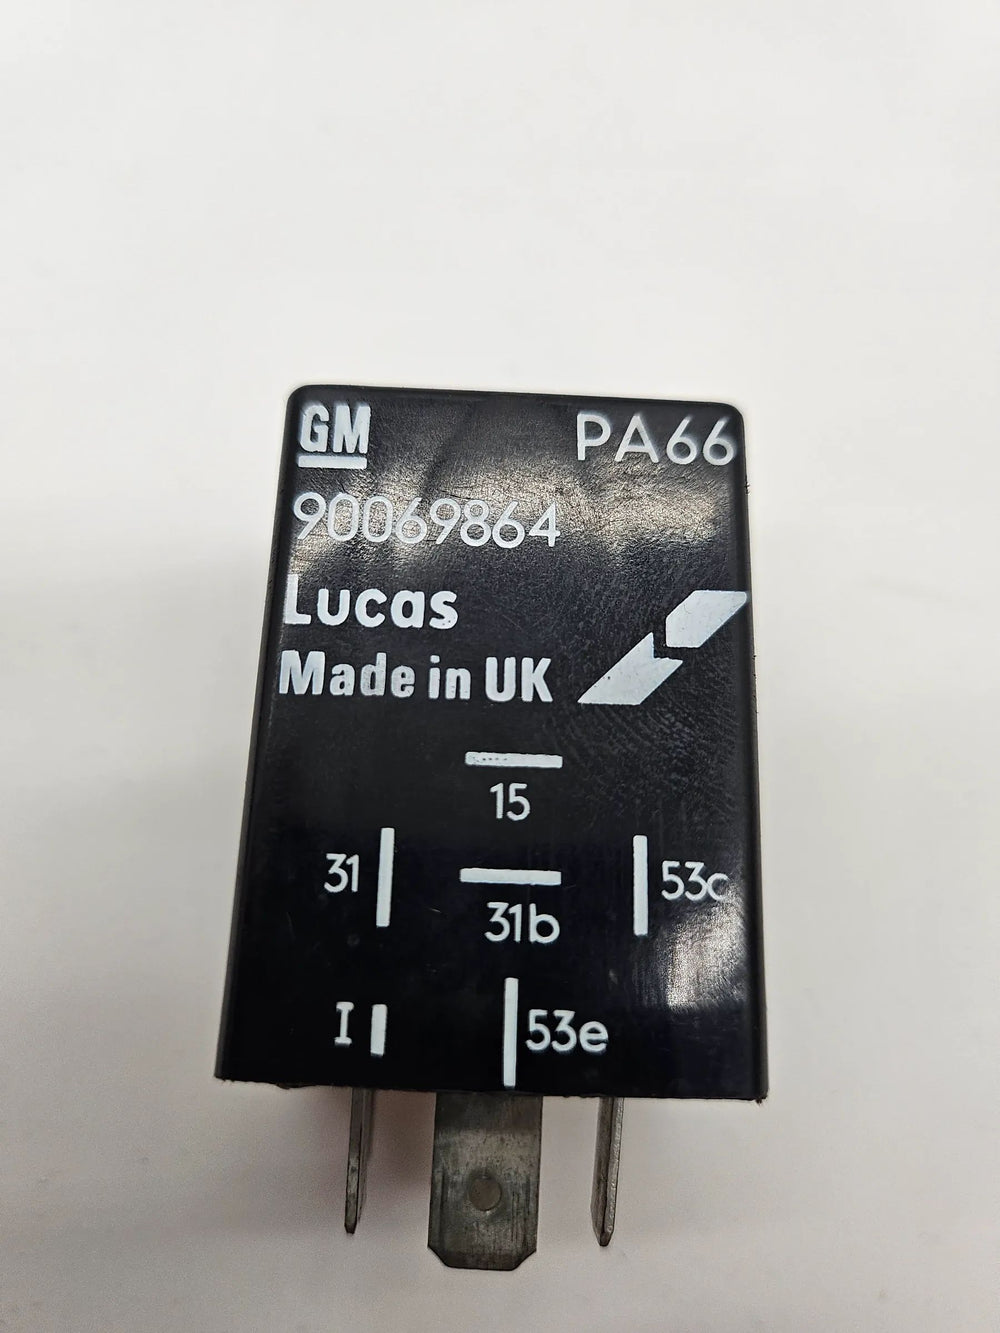 GM PA66
90069864
Lucas
Made in UK
15
31 53c
31b
I 53e